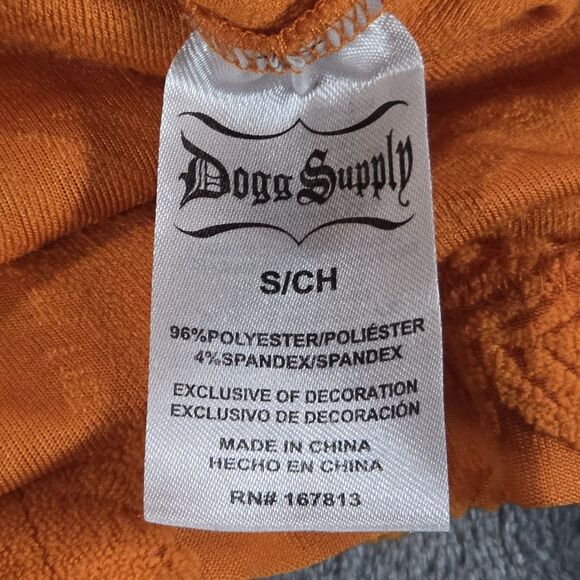 Dogg Supply
S/CH
96%POLYESTER/POLIÉSTER
4%SPANDEX/SPANDEX
EXCLUSIVE OF DECORATION
EXCLUSIVO DE DECORACIÓN
MADE IN CHINA
HECHO EN CHINA
RN# 167813